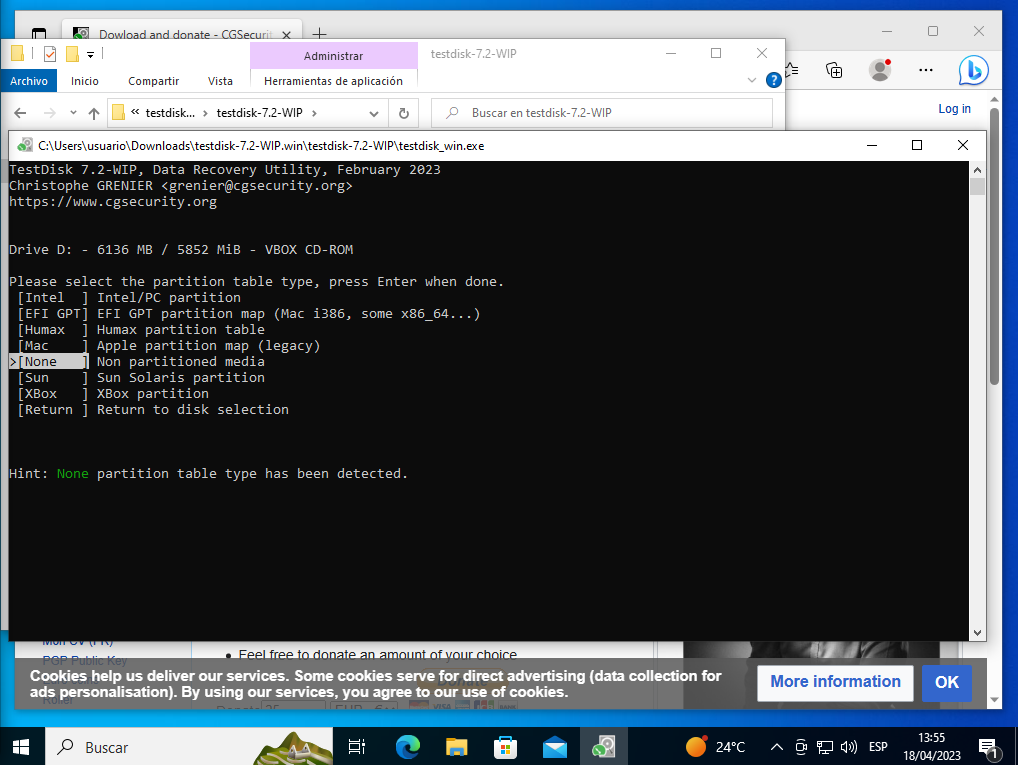 Dowload and donate - CGSecuri
Administrar
testdisk-7.2-WIP
Archivo
Inicio
Compartir
Vista
Herramientas de aplicación
?
« testdisk... › testdisk-7.2-WIP ›
Buscar en testdisk-7.2-WIP
Log in
C:\Users\usuario\Downloads\testdisk-7.2-WIP.win\testdisk-7.2-WIP\testdisk_win.exe
TestDisk 7.2-WIP, Data Recovery Utility, February 2023
Christophe GRENIER <grenier@cgsecurity.org>
https://www.cgsecurity.org
Drive D: - 6136 MB / 5852 MiB - VBOX CD-ROM
Please select the partition table type, press Enter when done.
[Intel  ] Intel/PC partition
[EFI GPT] EFI GPT partition map (Mac i386, some x86_64...)
[Humax  ] Humax partition table
[Mac    ] Apple partition map (legacy)
>[None   ] Non partitioned media
[Sun    ] Sun Solaris partition
[XBox   ] XBox partition
[Return ] Return to disk selection
Hint: None partition table type has been detected.
PGP Public Key
Feel free to donate an amount of your choice
Cookies help us deliver our services. Some cookies serve for direct advertising (data collection for
ads personalisation). By using our services, you agree to our use of cookies.
More information
OK
Buscar
24°C
ESP
13:55
18/04/2023
1